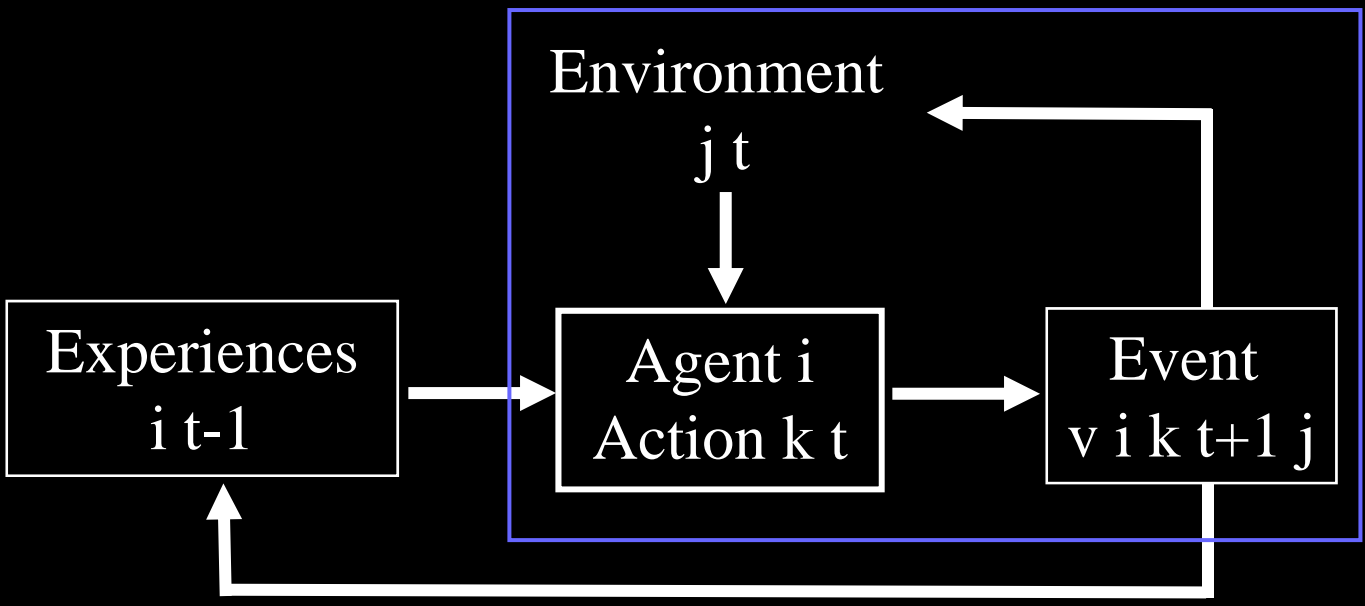 Environment
j t
Experiences
i t-1
Agent i
Action k t
Event
v i k t+1 j